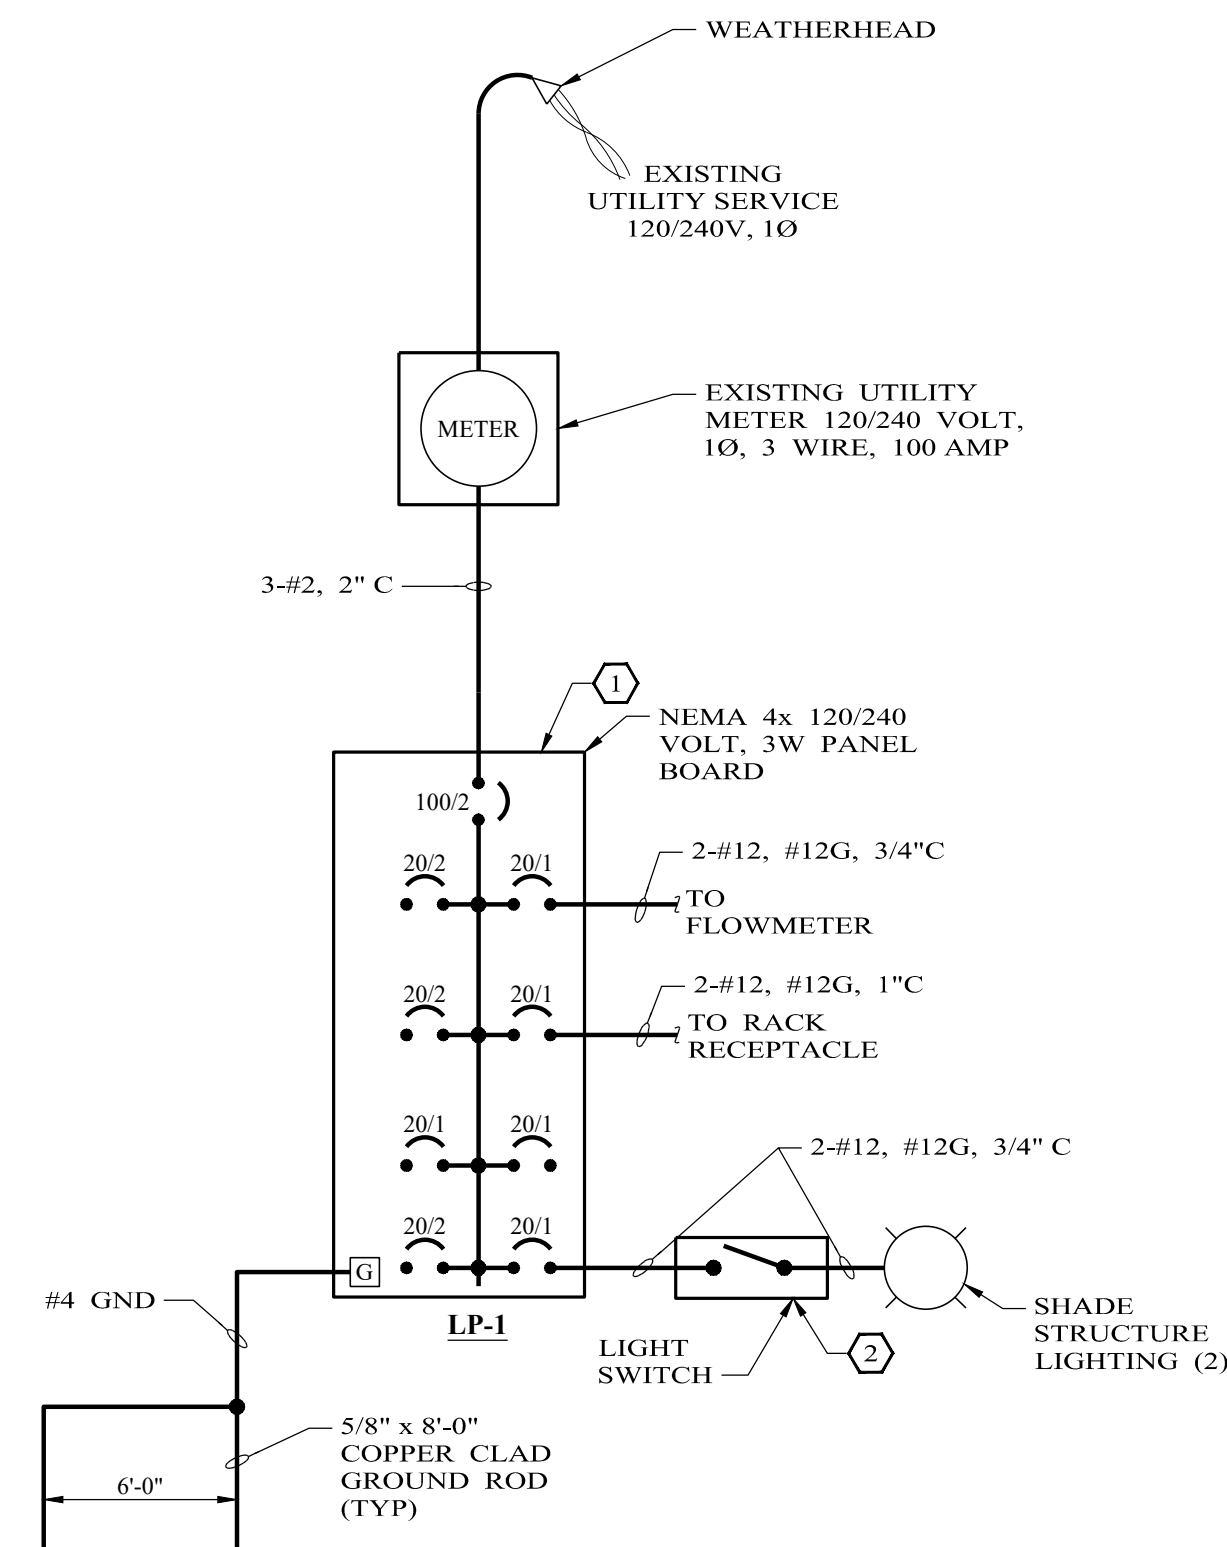 WEATHERHEAD
EXISTING
UTILITY SERVICE
120/240V, 1Ø
METER
EXISTING UTILITY
METER 120/240 VOLT,
1Ø, 3 WIRE, 100 AMP
3-#2, 2" C
1
NEMA 4x 120/240
VOLT, 3W PANEL
BOARD
100/2
20/2
20/1
2-#12, #12G, 3/4"C
TO
FLOWMETER
20/2
20/1
2-#12, #12G, 1"C
TO RACK
RECEPTACLE
20/1
20/1
2-#12, #12G, 3/4" C
20/2
20/1
G
#4 GND
LP-1
LIGHT
SWITCH
2
SHADE
STRUCTURE
LIGHTING (2)
5/8" x 8'-0"
COPPER CLAD
GROUND ROD
(TYP)
6'-0"